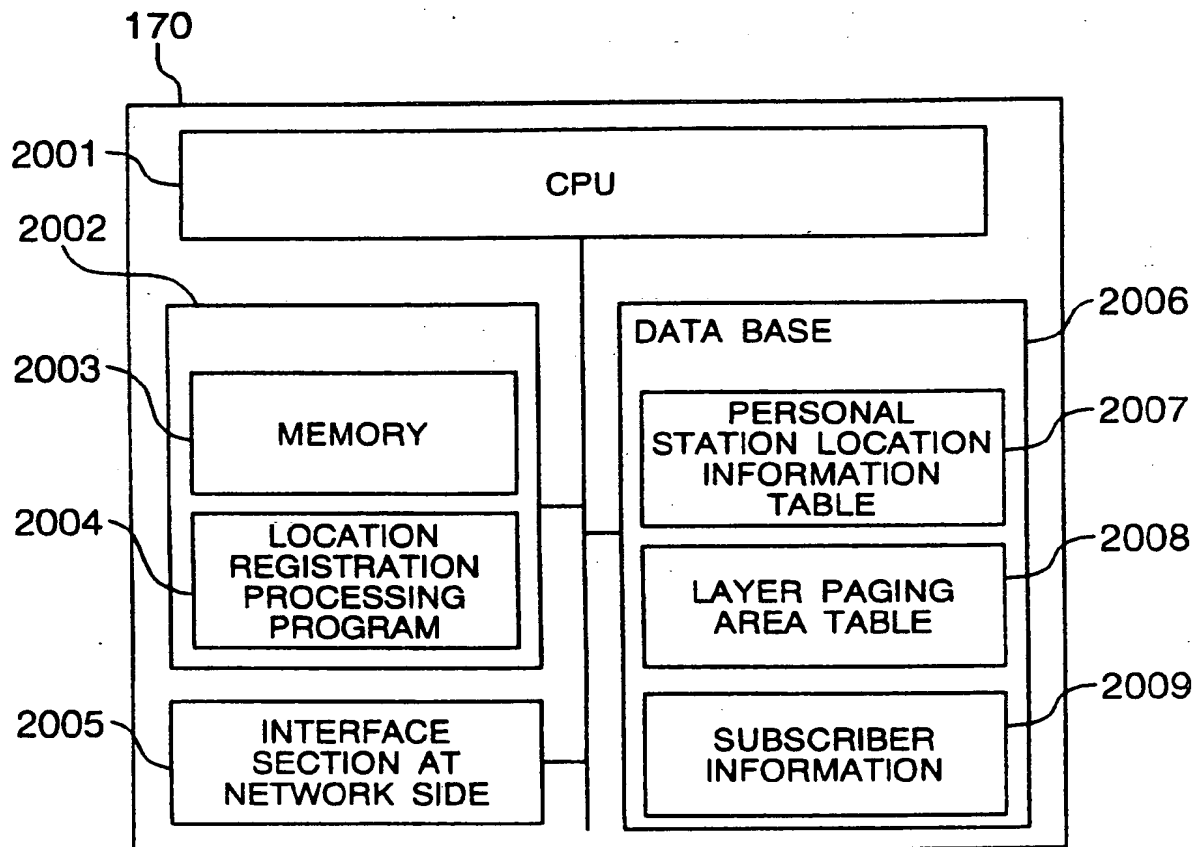 170
2001
CPU
2002
2006
DATA BASE
2003
MEMORY
PERSONAL
STATION LOCATION
INFORMATION
TABLE
2007
2004
LOCATION
REGISTRATION
PROCESSING
PROGRAM
2008
LAYER PAGING
AREA TABLE
2005
INTERFACE
SECTION AT
NETWORK SIDE
2009
SUBSCRIBER
INFORMATION